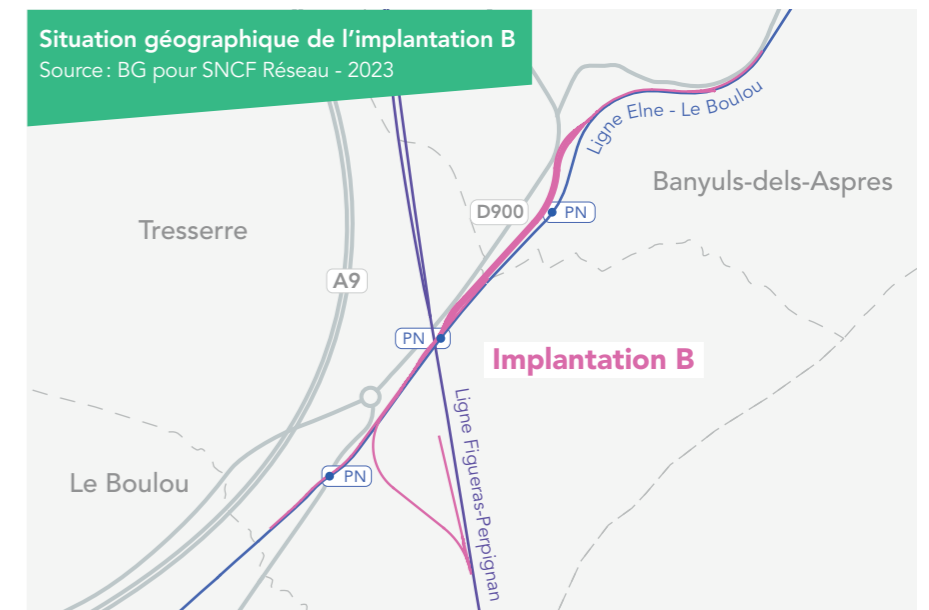 Situation géographique de l’implantation B
Source : BG pour SNCF Réseau - 2023
Ligne Elne - Le Boulou
Banyuls-dels-Aspres
D900
PN
Tresserre
A9
PN
Implantation B
Ligne Figueras-Perpignan
Le Boulou
PN